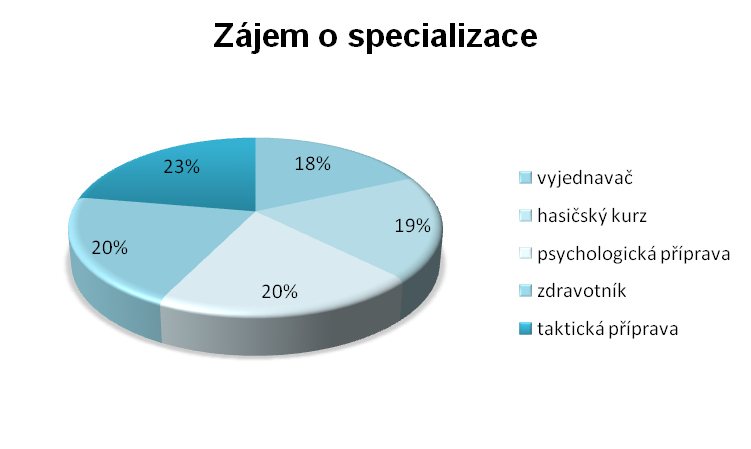 Zájem o specializace
23%
18%
19%
20%
20%
vyjednavač
hasičský kurz
psychologická příprava
zdravotník
taktická příprava